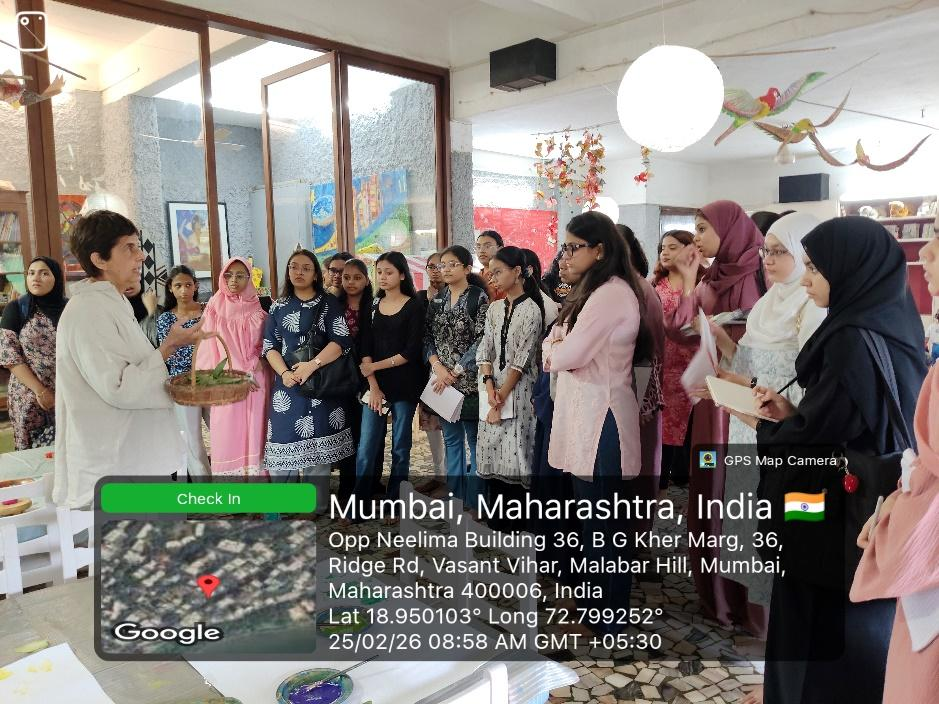 GPS Map Camera
Check In
Mumbai, Maharashtra, India 🇮🇳
Opp Neelima Building 36, B G Kher Marg, 36,
Ridge Rd, Vasant Vihar, Malabar Hill, Mumbai,
Maharashtra 400006, India
Lat 18.950103° Long 72.799252°
25/02/26 08:58 AM GMT +05:30
Google